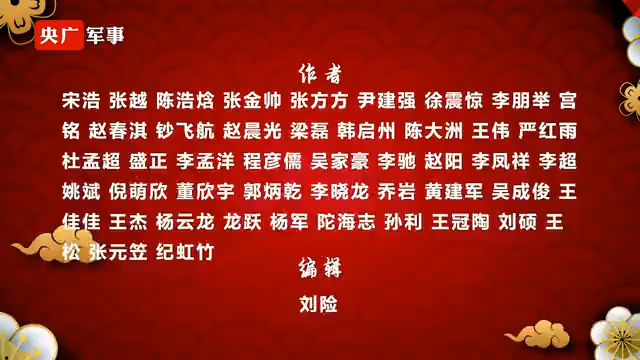 央广军事
作者
宋浩 张越 陈浩焓 张金帅 张方方 尹建强 徐震惊 李朋举 宫
铭 赵春淇 钞飞航 赵晨光 梁磊 韩启州 陈大洲 王伟 严红雨
杜孟超 盛正 李孟洋 程彦儒 吴家豪 李驰 赵阳 李凤祥 李超
姚斌 倪萌欣 董欣宇 郭炳乾 李晓龙 乔岩 黄建军 吴成俊 王
佳佳 王杰 杨云龙 龙跃 杨军 陀海志 孙利 王冠陶 刘硕 王
松 张元笠 纪虹竹
编辑
刘险